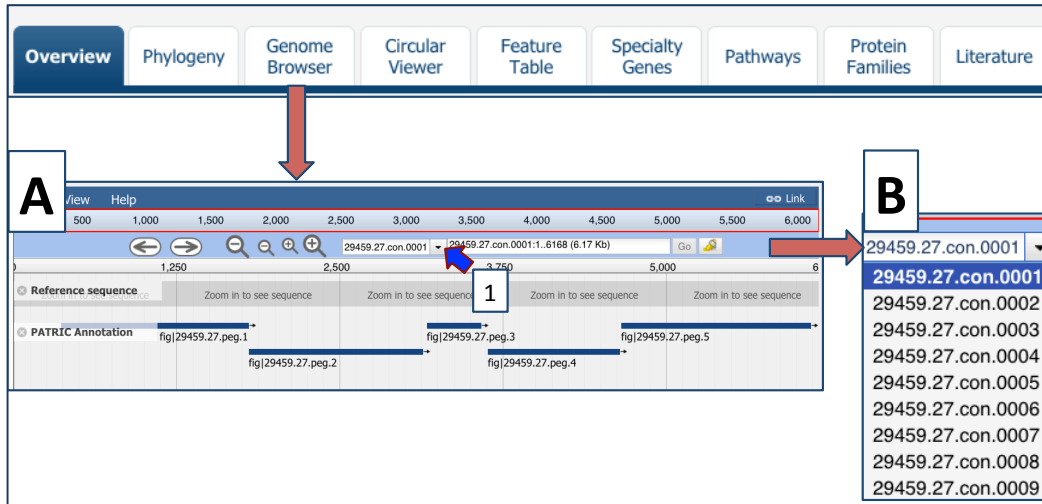 Overview
Phylogeny
Genome
Browser
Circular
Viewer
Feature
Table
Specialty
Genes
Pathways
Protein
Families
Literature
A
View Help
Link
500 1,000 1,500 2,000 2,500 3,000 3,500 4,000 4,500 5,000 5,500 6,000
29459.27.con.0001 29459.27.con.0001:1..6168 (6.17 Kb) Go
1,250 2,500 3,750 5,000 6
1
Reference sequence
Zoom in to see sequence Zoom in to see sequence Zoom in to see sequence Zoom in to see sequence Zoom in to see sequence
PATRIC Annotation
fig|29459.27.peg.1 fig|29459.27.peg.3 fig|29459.27.peg.5
fig|29459.27.peg.2 fig|29459.27.peg.4
B
29459.27.con.0001
29459.27.con.0001
29459.27.con.0002
29459.27.con.0003
29459.27.con.0004
29459.27.con.0005
29459.27.con.0006
29459.27.con.0007
29459.27.con.0008
29459.27.con.0009